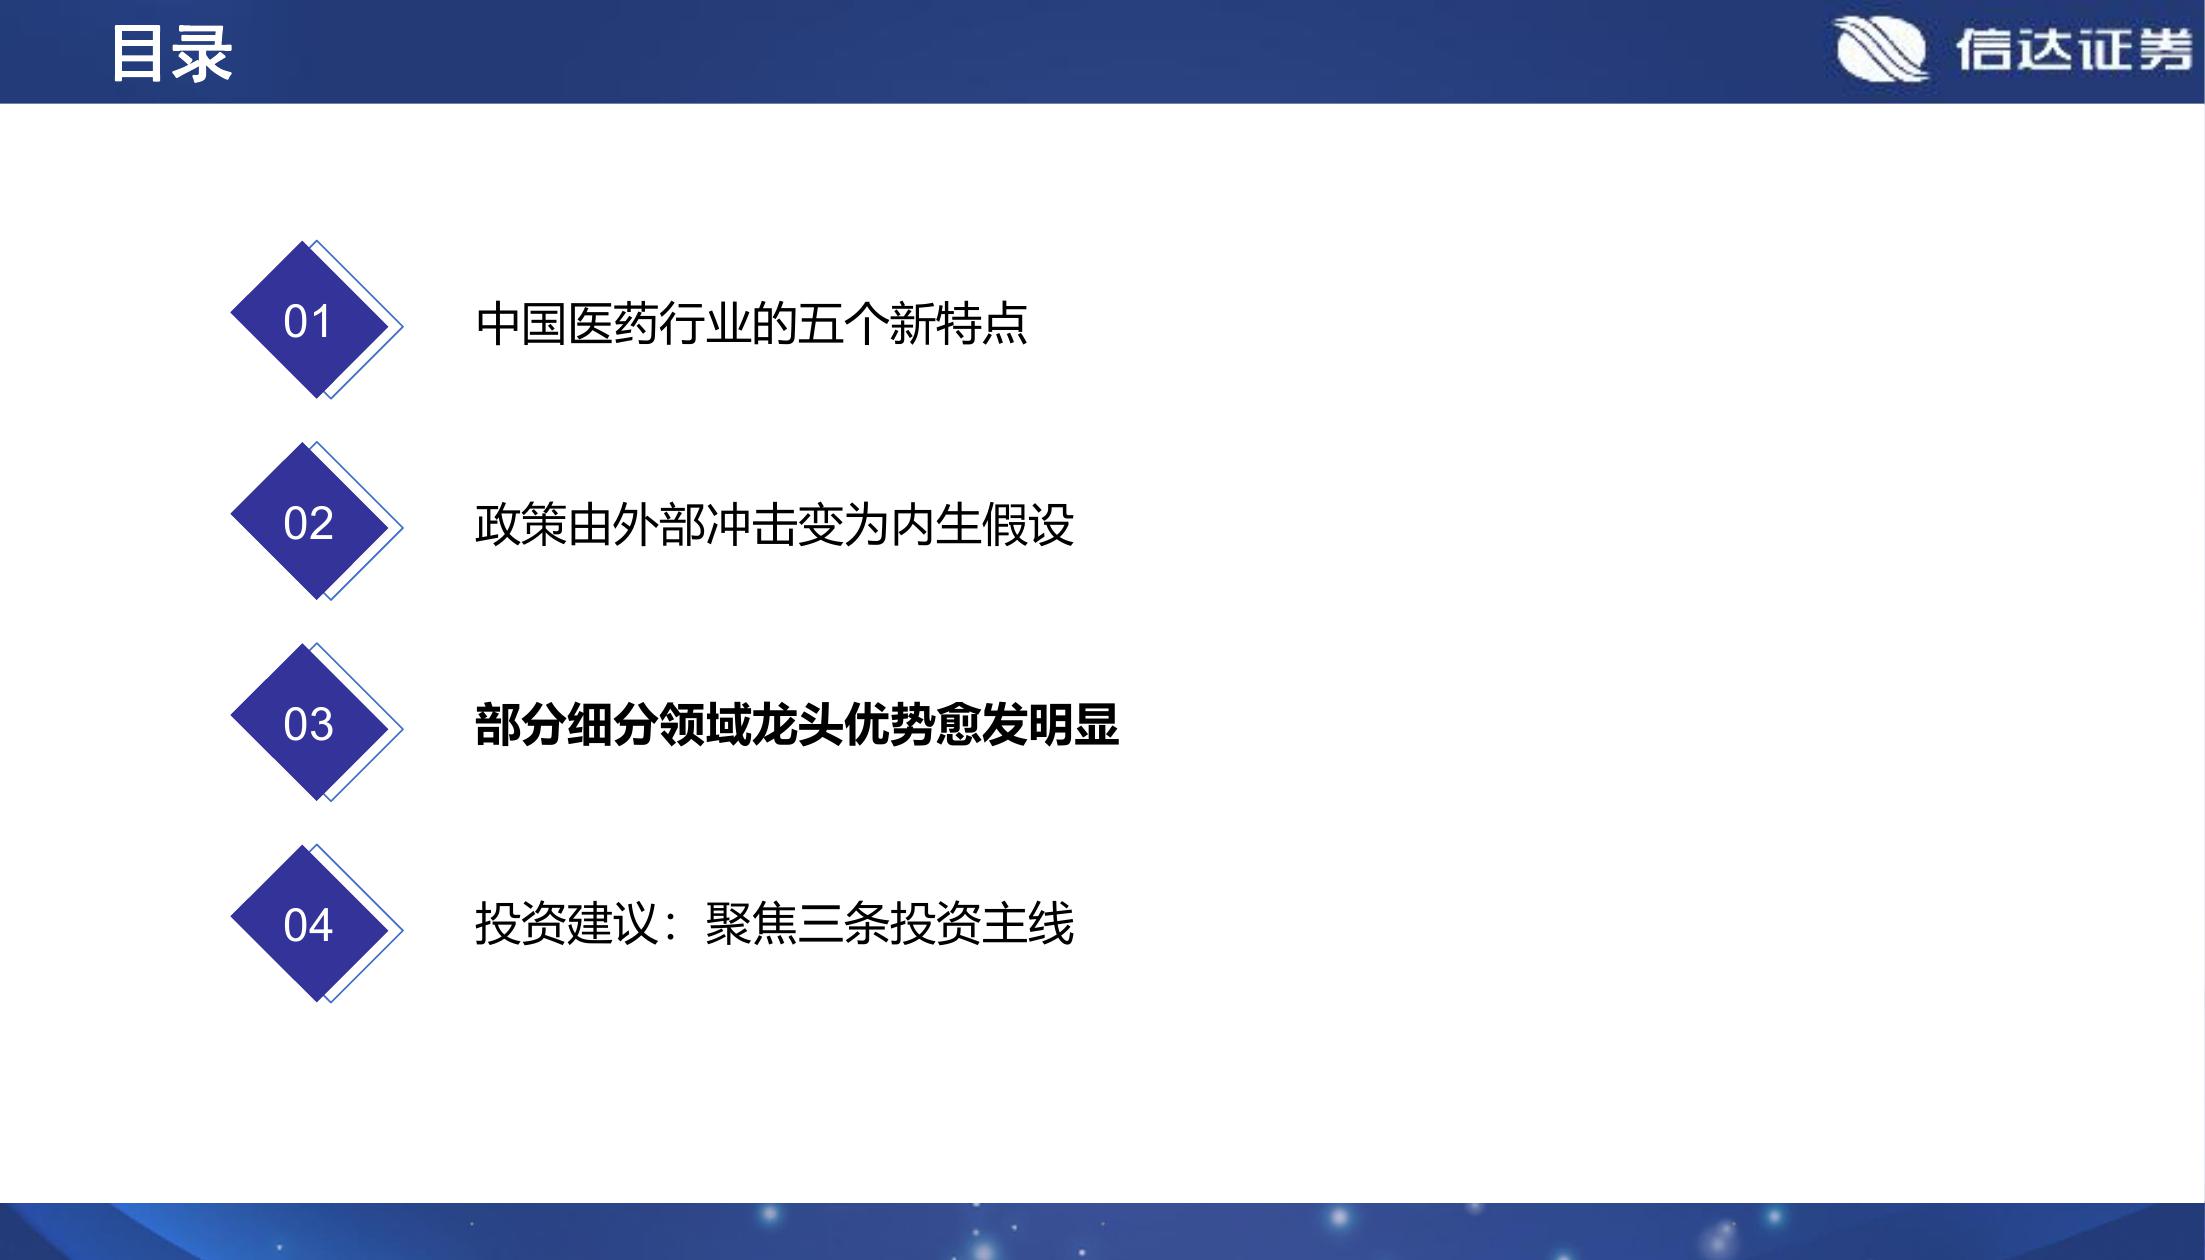 目录
信达证券
01
中国医药行业的五个新特点
02
政策由外部冲击变为内生假设
03
部分细分领域龙头优势愈发明显
04
投资建议：聚焦三条投资主线